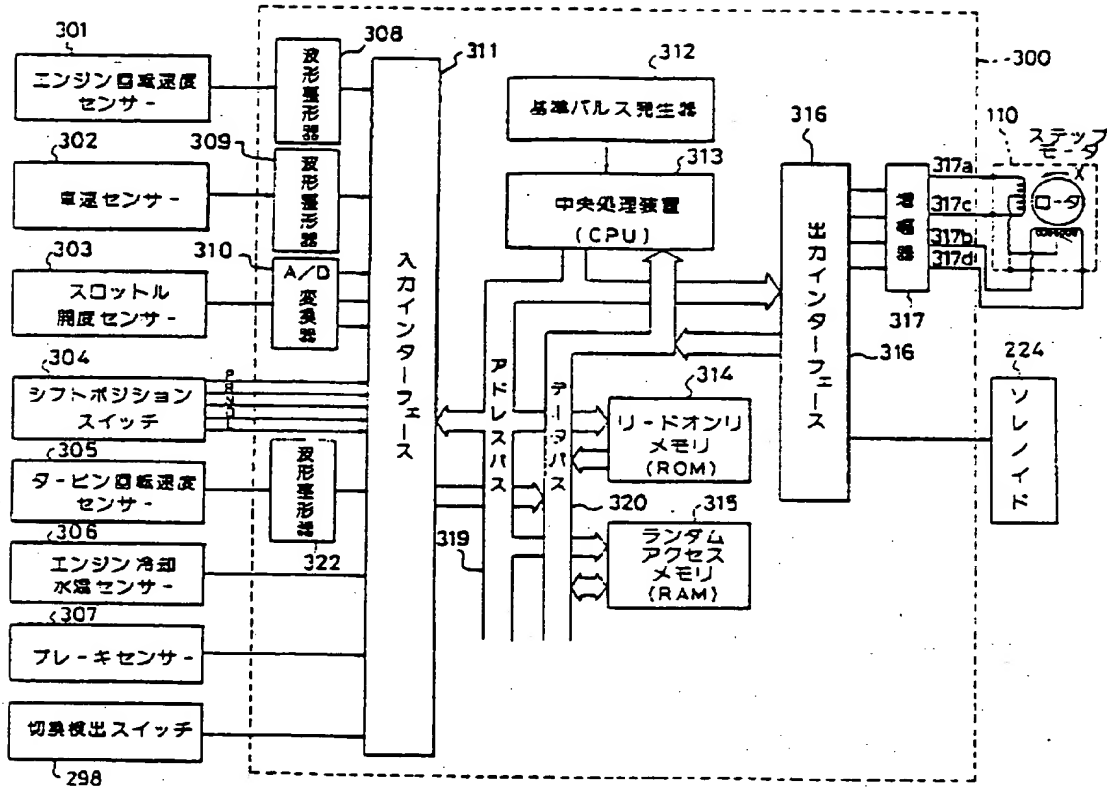 301
エンジン回転速度
センサー
302
車速センサー
303
スロットル
開度センサー
304
シフトポジション
スイッチ
305
タービン回転速度
センサー
306
エンジン冷却
水温センサー
307
ブレーキセンサー
切換検出スイッチ
298
308
波形整形器
309
波形整形器
310
A/D
変換器
P
R
N
D
L
波形整形器
322
311
入力インターフェース
312
基準パルス発生器
313
中央処理装置
(CPU)
アドレスバス
319
データバス
320
314
リードオンリ
メモリ
(ROM)
315
ランダム
アクセス
メモリ
(RAM)
316
出力インターフェース
316
増幅器
317
317a
317c
317b
317d
300
110
ステップ
モータ
ロータ
224
ソレノイド